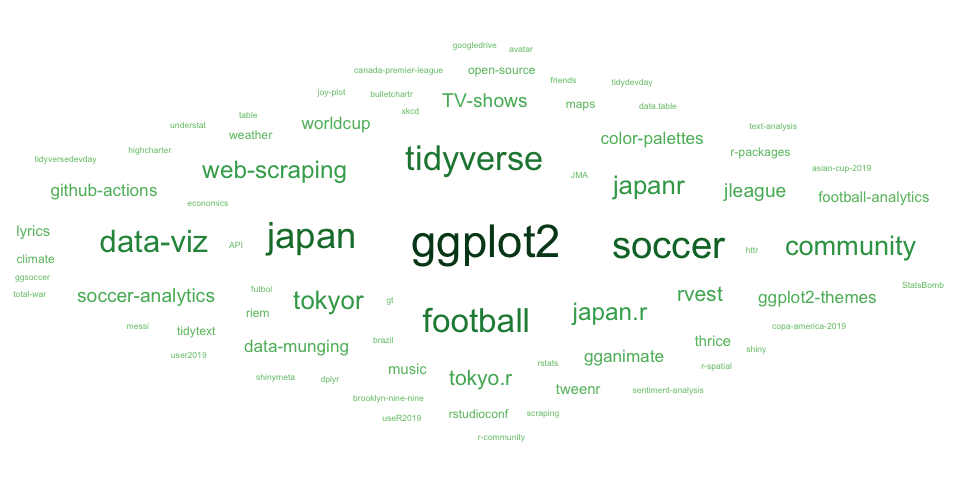 googledrive
avatar
canada-premier-league
open-source
friends
tidydevday
joy-plot
bulletchartr
TV-shows
maps
data.table
xkcd
table
understat
weather
worldcup
color-palettes
text-analysis
tidyversedevday
highcharter
tidyverse
r-packages
web-scraping
JMA
asian-cup-2019
github-actions
japanr
jleague
football-analytics
economics
lyrics
data-viz
API
japan
ggplot2
soccer
httr
community
climate
ggsoccer
total-war
soccer-analytics
futbol
tokyor
gt
rvest
ggplot2-themes
StatsBomb
messi
tidytext
riem
football
japan.r
copa-america-2019
user2019
data-munging
brazil
gganimate
thrice
shiny
shinymeta
dplyr
music
tokyo.r
rstats
r-spatial
brooklyn-nine-nine
tweenr
sentiment-analysis
useR2019
rstudioconf
scraping
r-community